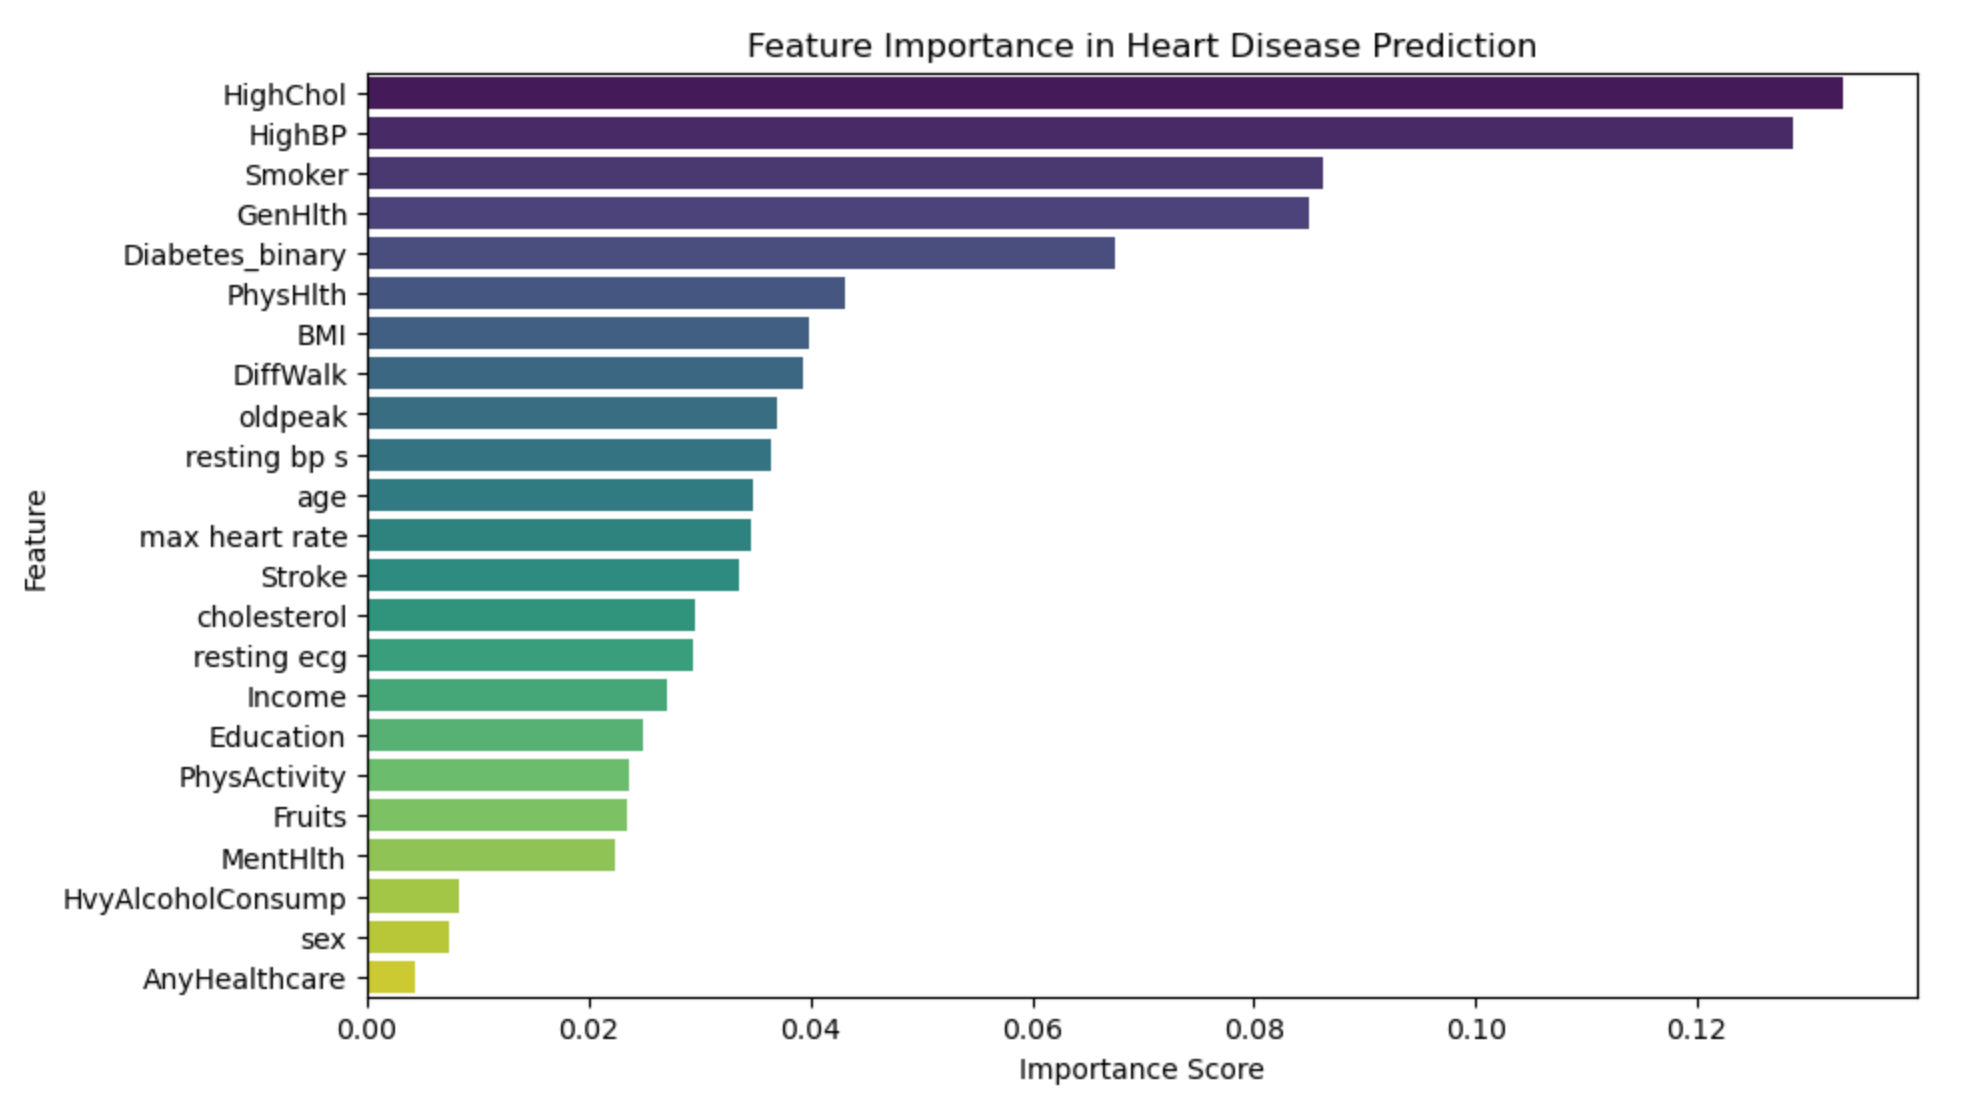 Feature Importance in Heart Disease Prediction
Feature
HighChol
HighBP
Smoker
GenHlth
Diabetes_binary
PhysHlth
BMI
DiffWalk
oldpeak
resting bp s
age
max heart rate
Stroke
cholesterol
resting ecg
Income
Education
PhysActivity
Fruits
MentHlth
HvyAlcoholConsump
sex
AnyHealthcare
0.00 0.02 0.04 0.06 0.08 0.10 0.12
Importance Score